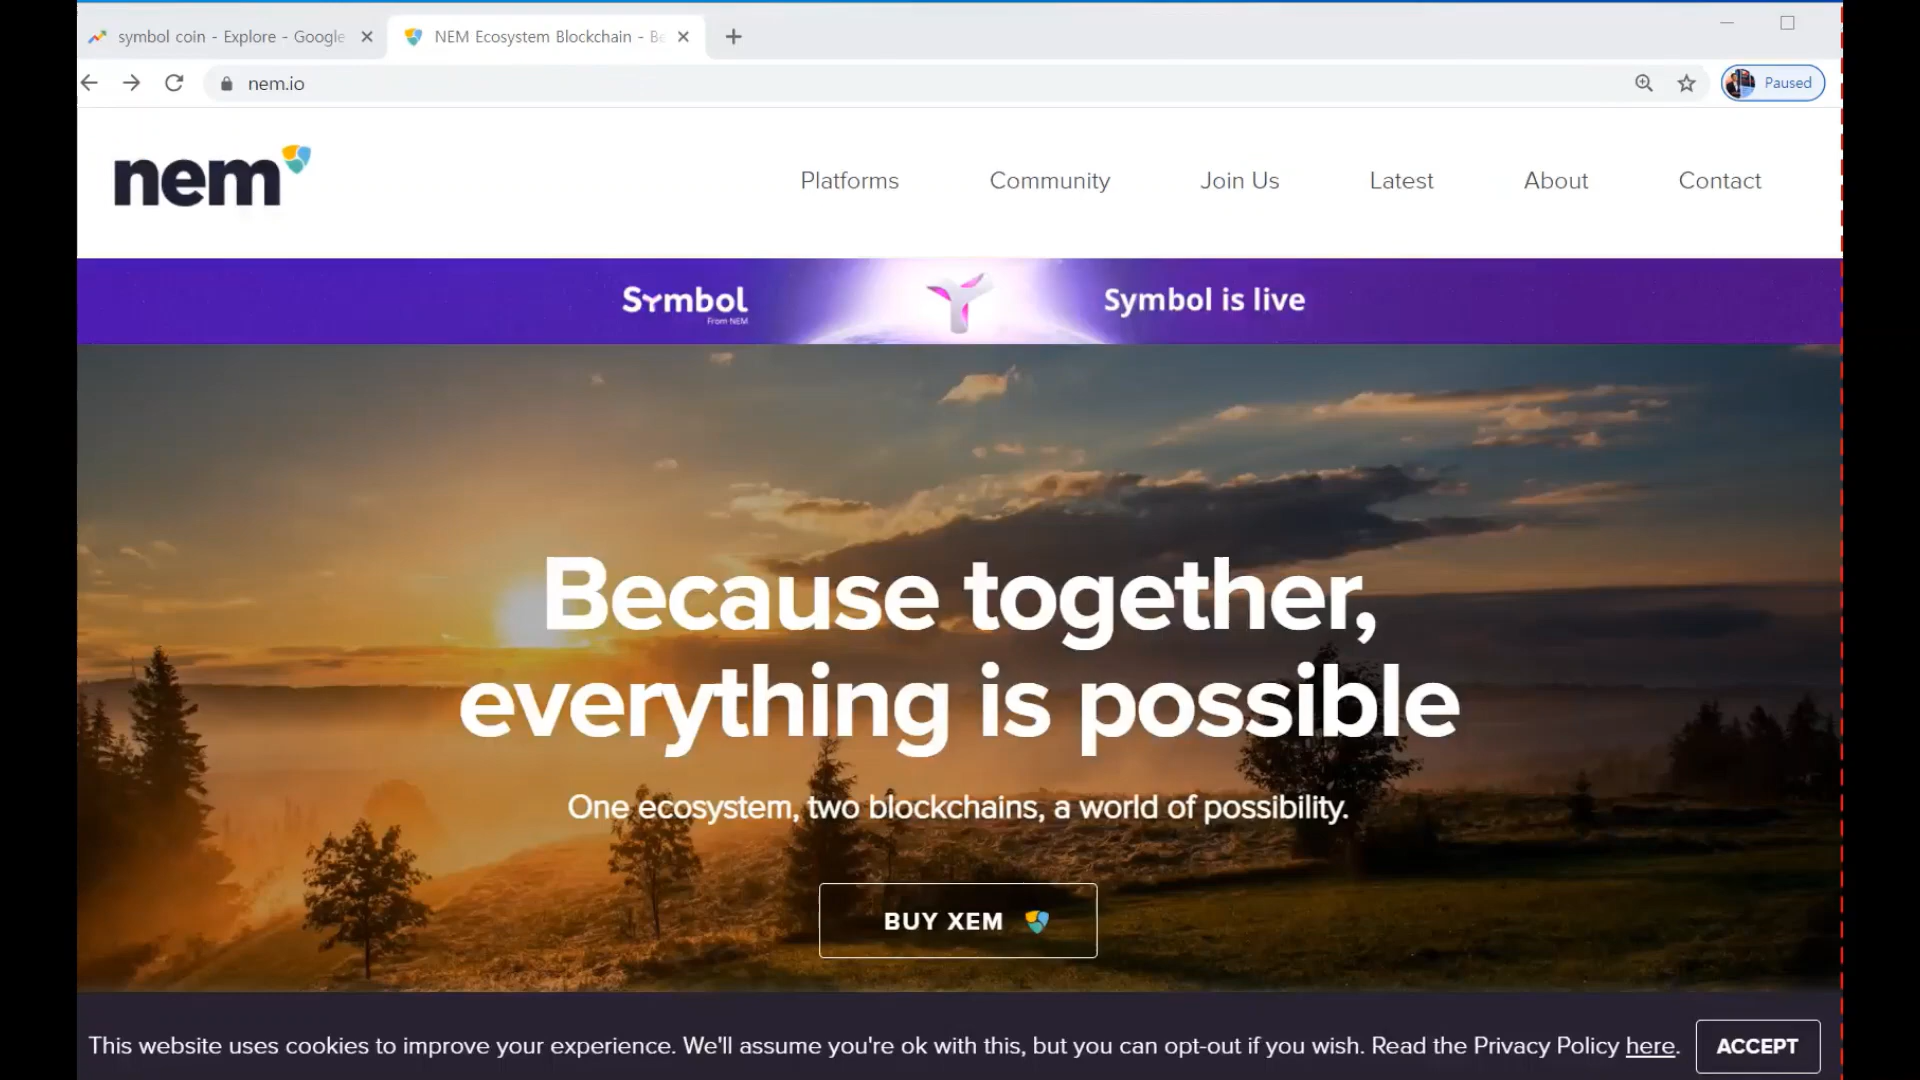 symbol coin - Explore - Google
NEM Ecosystem Blockchain - Be
nem.io
Paused
nem
Platforms
Community
Join Us
Latest
About
Contact
Symbol
From NEM
Symbol is live
Because together,
everything is possible
One ecosystem, two blockchains, a world of possibility.
BUY XEM
This website uses cookies to improve your experience. We'll assume you're ok with this, but you can opt-out if you wish. Read the Privacy Policy here.
ACCEPT